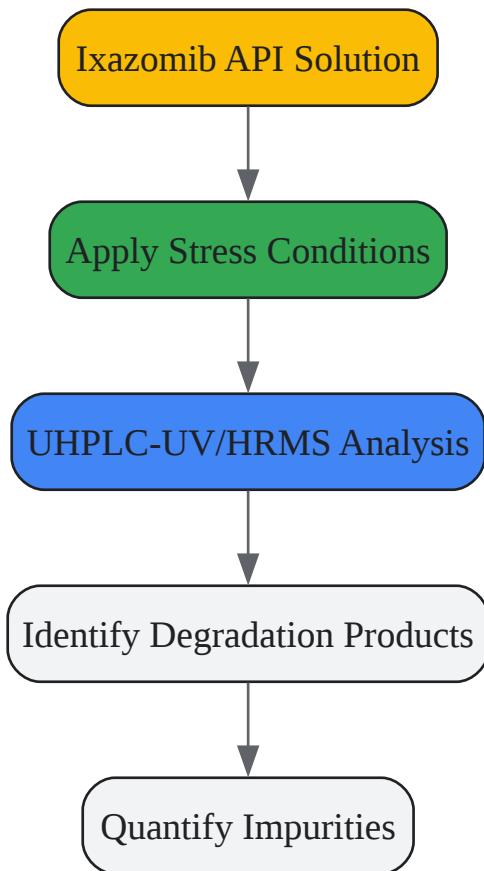 Ixazomib API Solution
Apply Stress Conditions
UHPLC-UV/HRMS Analysis
Identify Degradation Products
Quantify Impurities